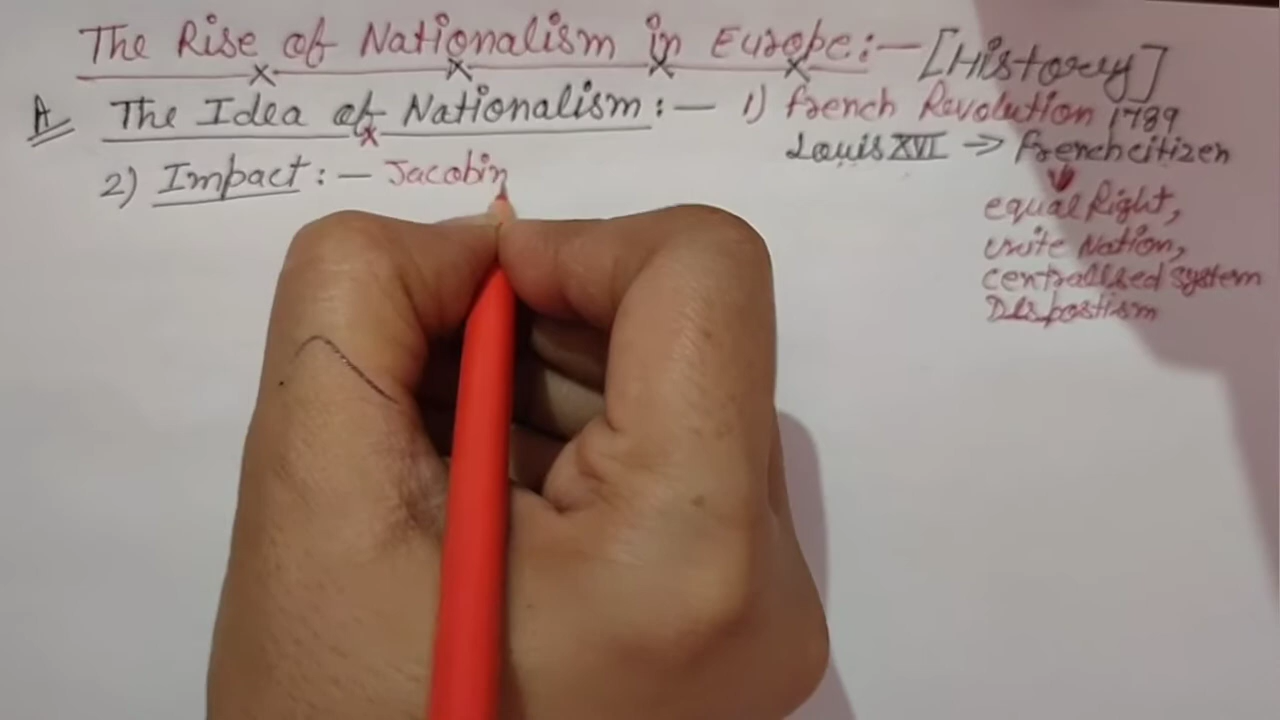 The Rise of Nationalism in Europe:— [History]
A The Idea of Nationalism:— 1) french Revolution 1789
Louis XVI → french citizen
2) Impact:— Jacobin
equal Right,
unite Nation,
centralised system
Despostism